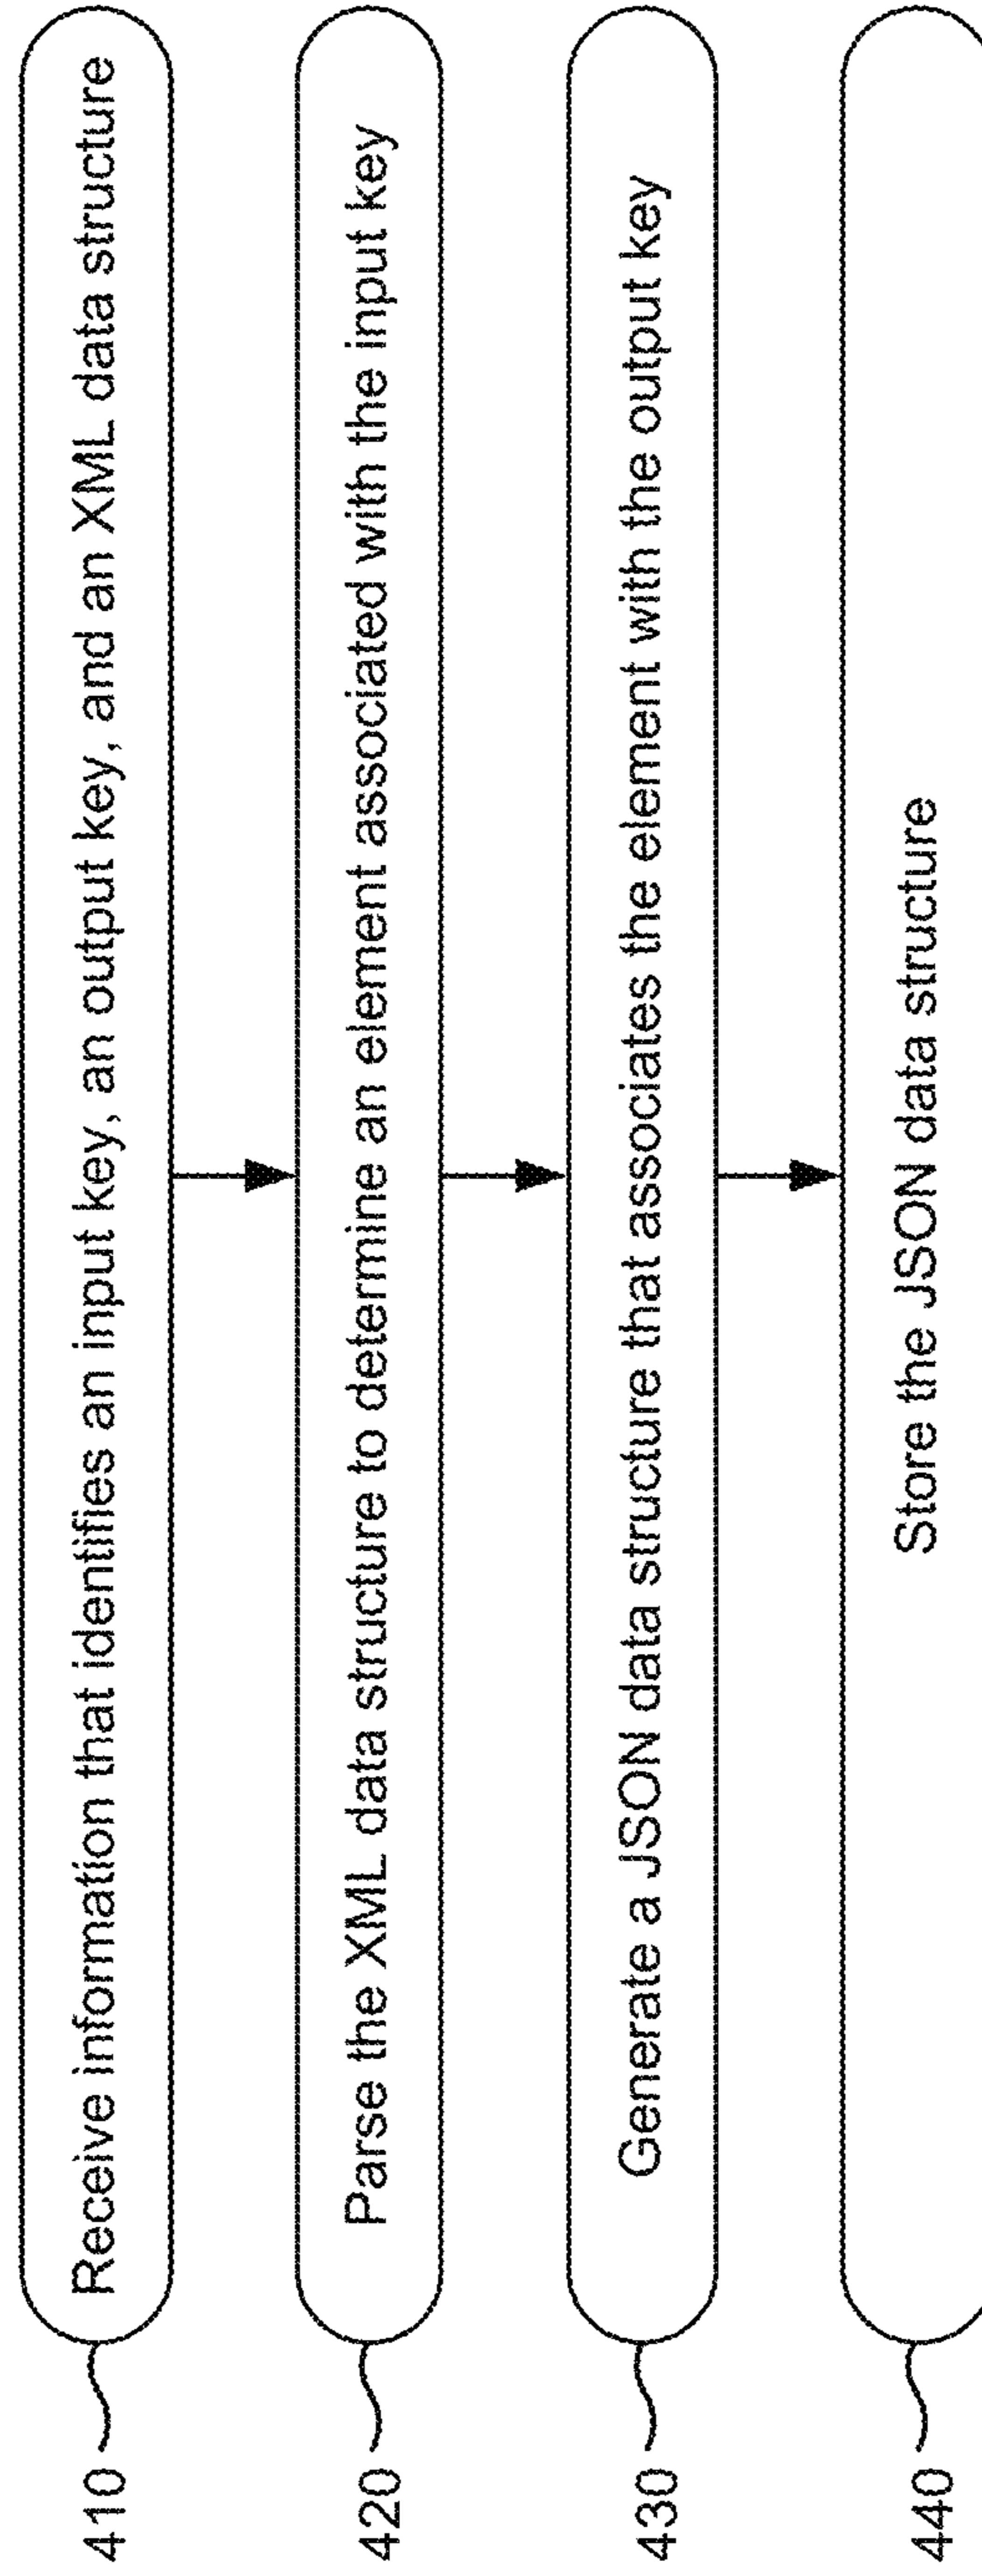 410
Receive information that identifies an input key, an output key, and an XML data structure
420
Parse the XML data structure to determine an element associated with the input key
430
Generate a JSON data structure that associates the element with the output key
440
Store the JSON data structure